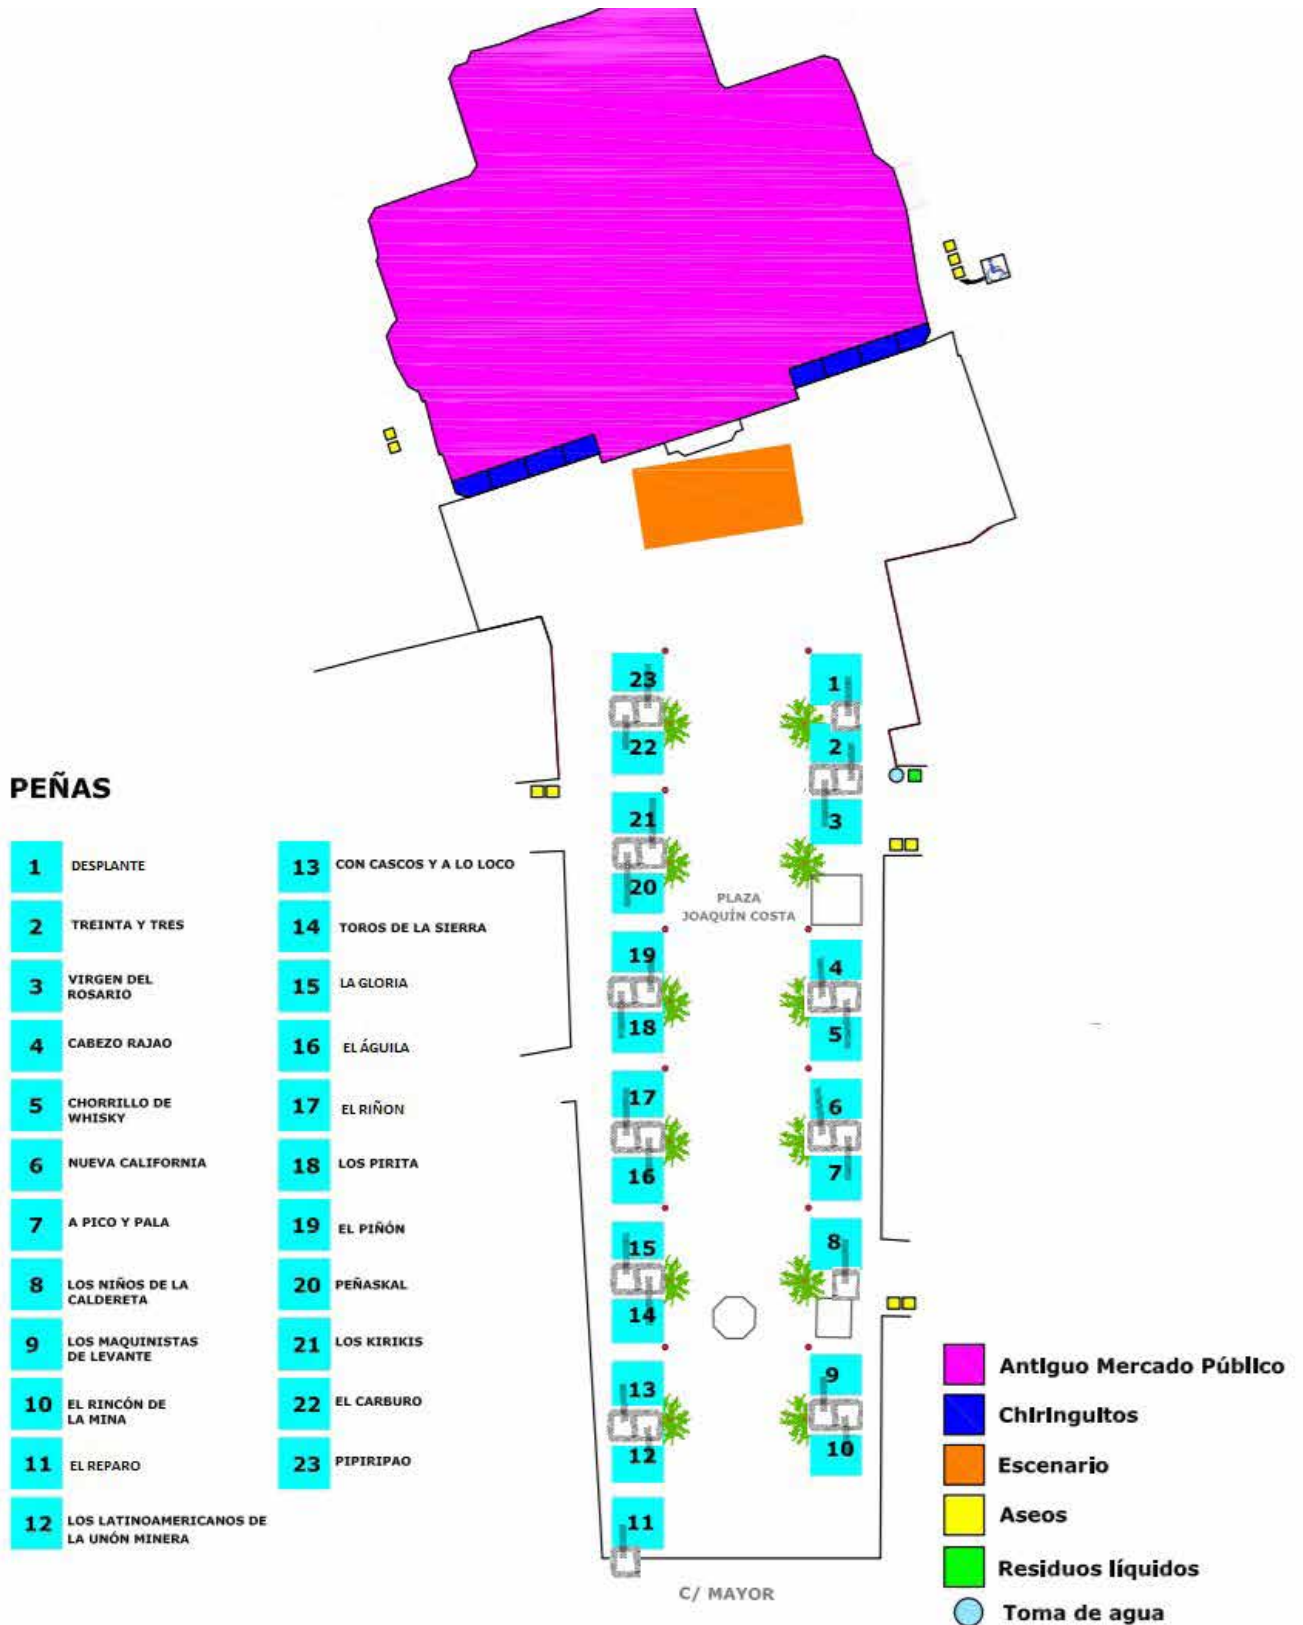 23
1
22
2
21
3
20
PLAZA
JOAQUÍN COSTA
19
4
18
5
17
6
16
7
15
8
14
13
9
12
10
11
C/ MAYOR
PEÑAS
1 DESPLANTE
2 TREINTA Y TRES
3 VIRGEN DEL
ROSARIO
4 CABEZO RAJAO
5 CHORRILLO DE
WHISKY
6 NUEVA CALIFORNIA
7 A PICO Y PALA
8 LOS NIÑOS DE LA
CALDERETA
9 LOS MAQUINISTAS
DE LEVANTE
10 EL RINCÓN DE
LA MINA
11 EL REPARO
12 LOS LATINOAMERICANOS DE
LA UNÓN MINERA
13 CON CASCOS Y A LO LOCO
14 TOROS DE LA SIERRA
15 LA GLORIA
16 EL ÁGUILA
17 EL RIÑON
18 LOS PIRITA
19 EL PIÑÓN
20 PEÑASKAL
21 LOS KIRIKIS
22 EL CARBURO
23 PIPIRIPAO
Antiguo Mercado Público
Chiringuitos
Escenario
Aseos
Residuos líquidos
Toma de agua